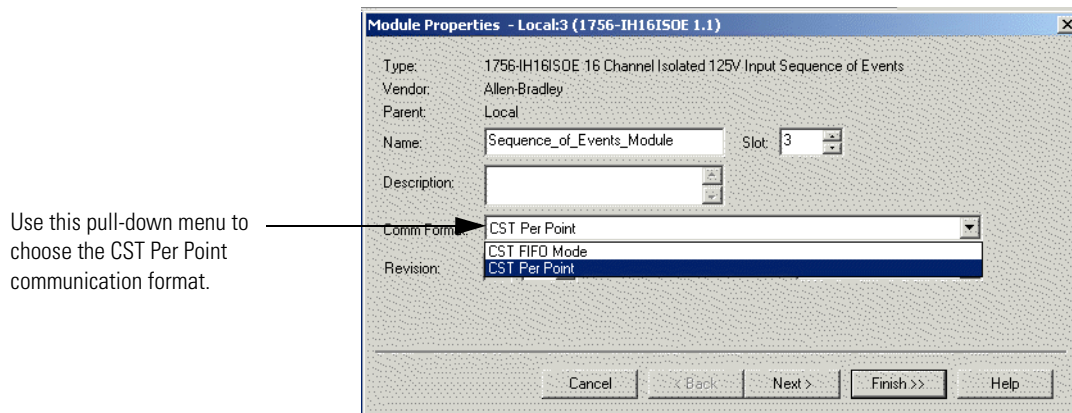 Module Properties - Local:3 (1756-IH16ISOE 1.1)
Type: 1756-IH16ISOE 16 Channel Isolated 125V Input Sequence of Events
Vendor: Allen-Bradley
Parent: Local
Name: Sequence_of_Events_Module Slot: 3
Description:
Use this pull-down menu to
choose the CST Per Point
communication format.
Comm Format: CST Per Point
CST FIFO Mode
Revision: CST Per Point
Cancel < Back Next > Finish >> Help